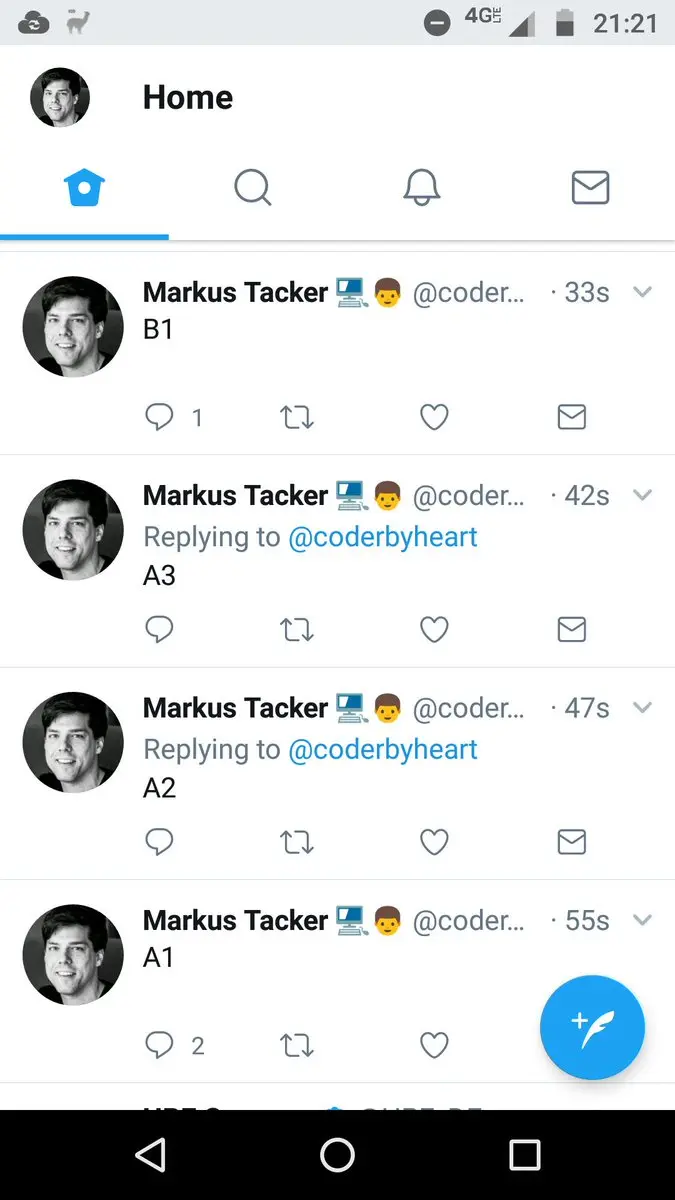 4G LTE 21:21
Home
Markus Tacker 💻👨 @coder... · 33s
B1
1
Markus Tacker 💻👨 @coder... · 42s
Replying to @coderbyheart
A3
Markus Tacker 💻👨 @coder... · 47s
Replying to @coderbyheart
A2
Markus Tacker 💻👨 @coder... · 55s
A1
2